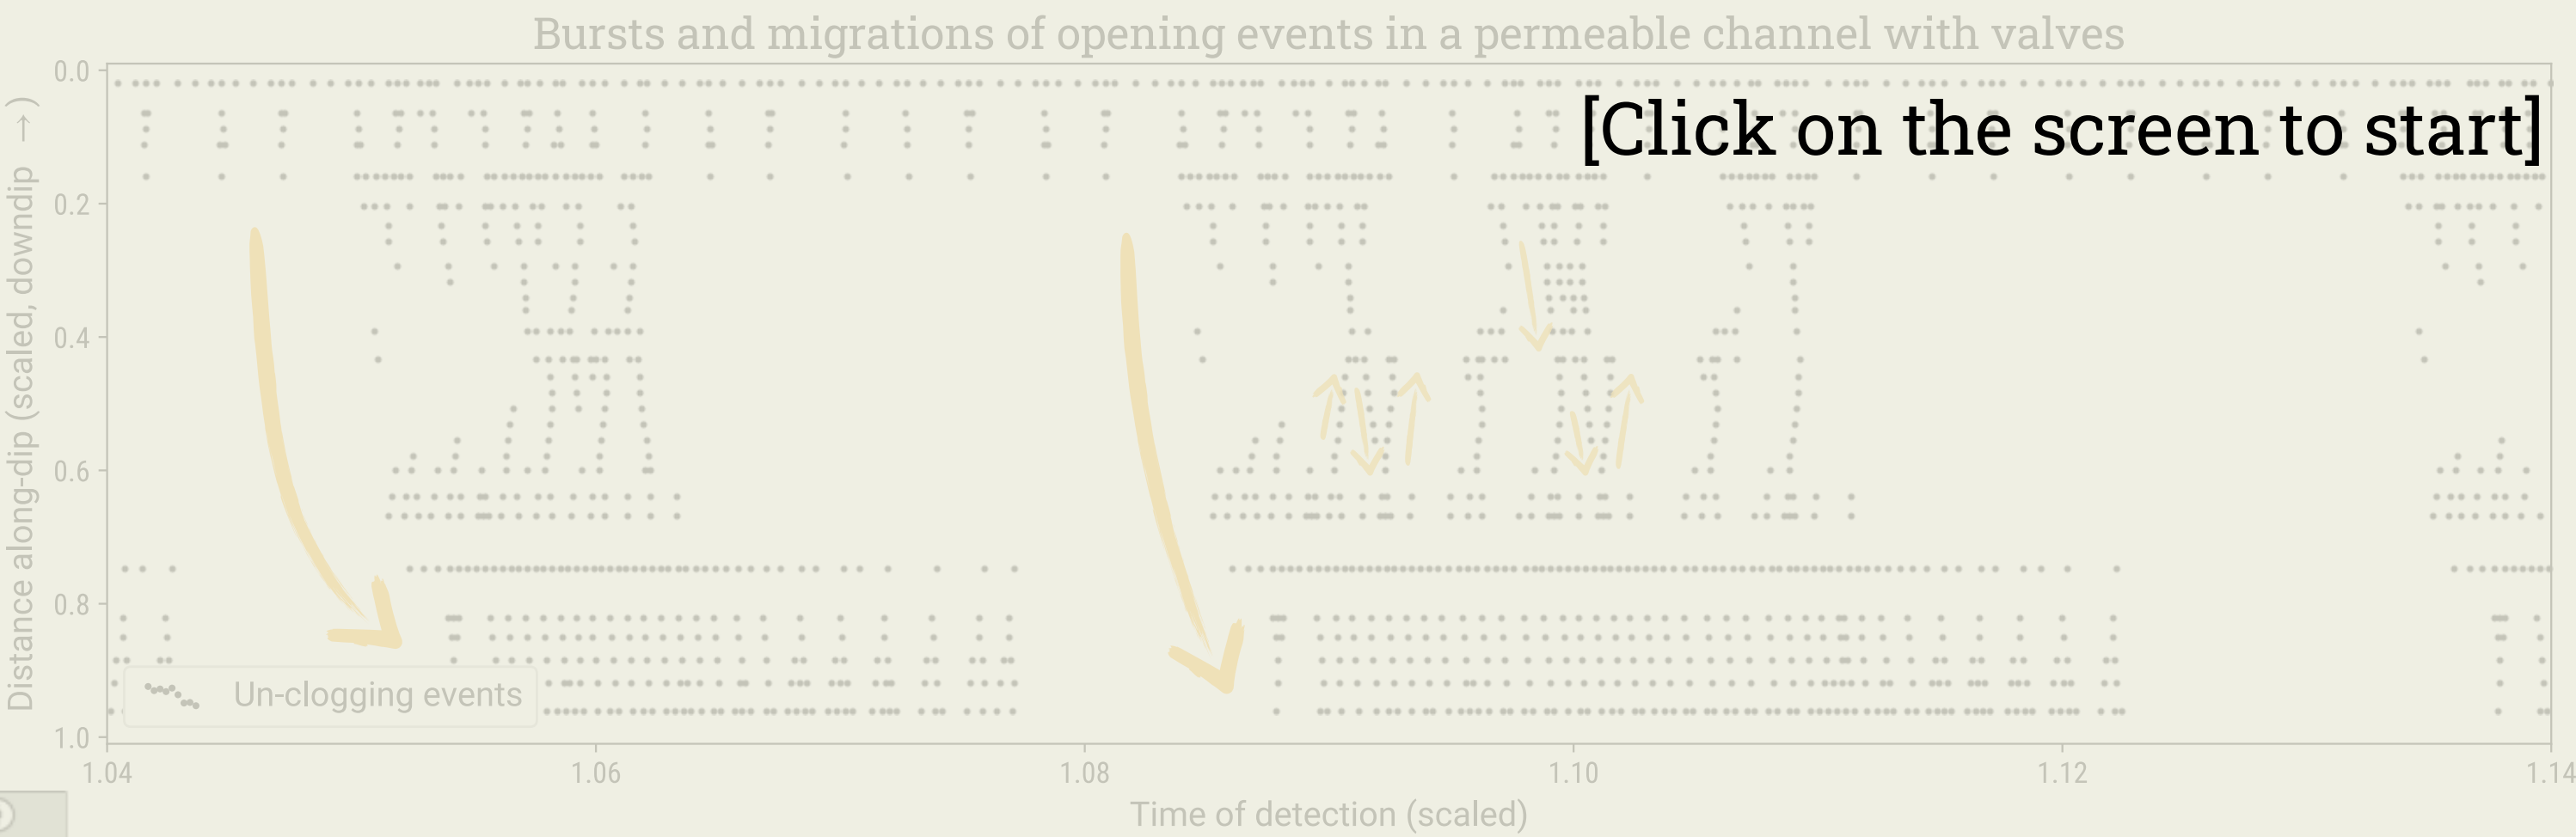 Bursts and migrations of opening events in a permeable channel with valves
[Click on the screen to start]
Distance along-dip (scaled, downdip →)
0.0
0.2
0.4
0.6
0.8
1.0
Un-clogging events
1.04 1.06 1.08 1.10 1.12 1.14
Time of detection (scaled)